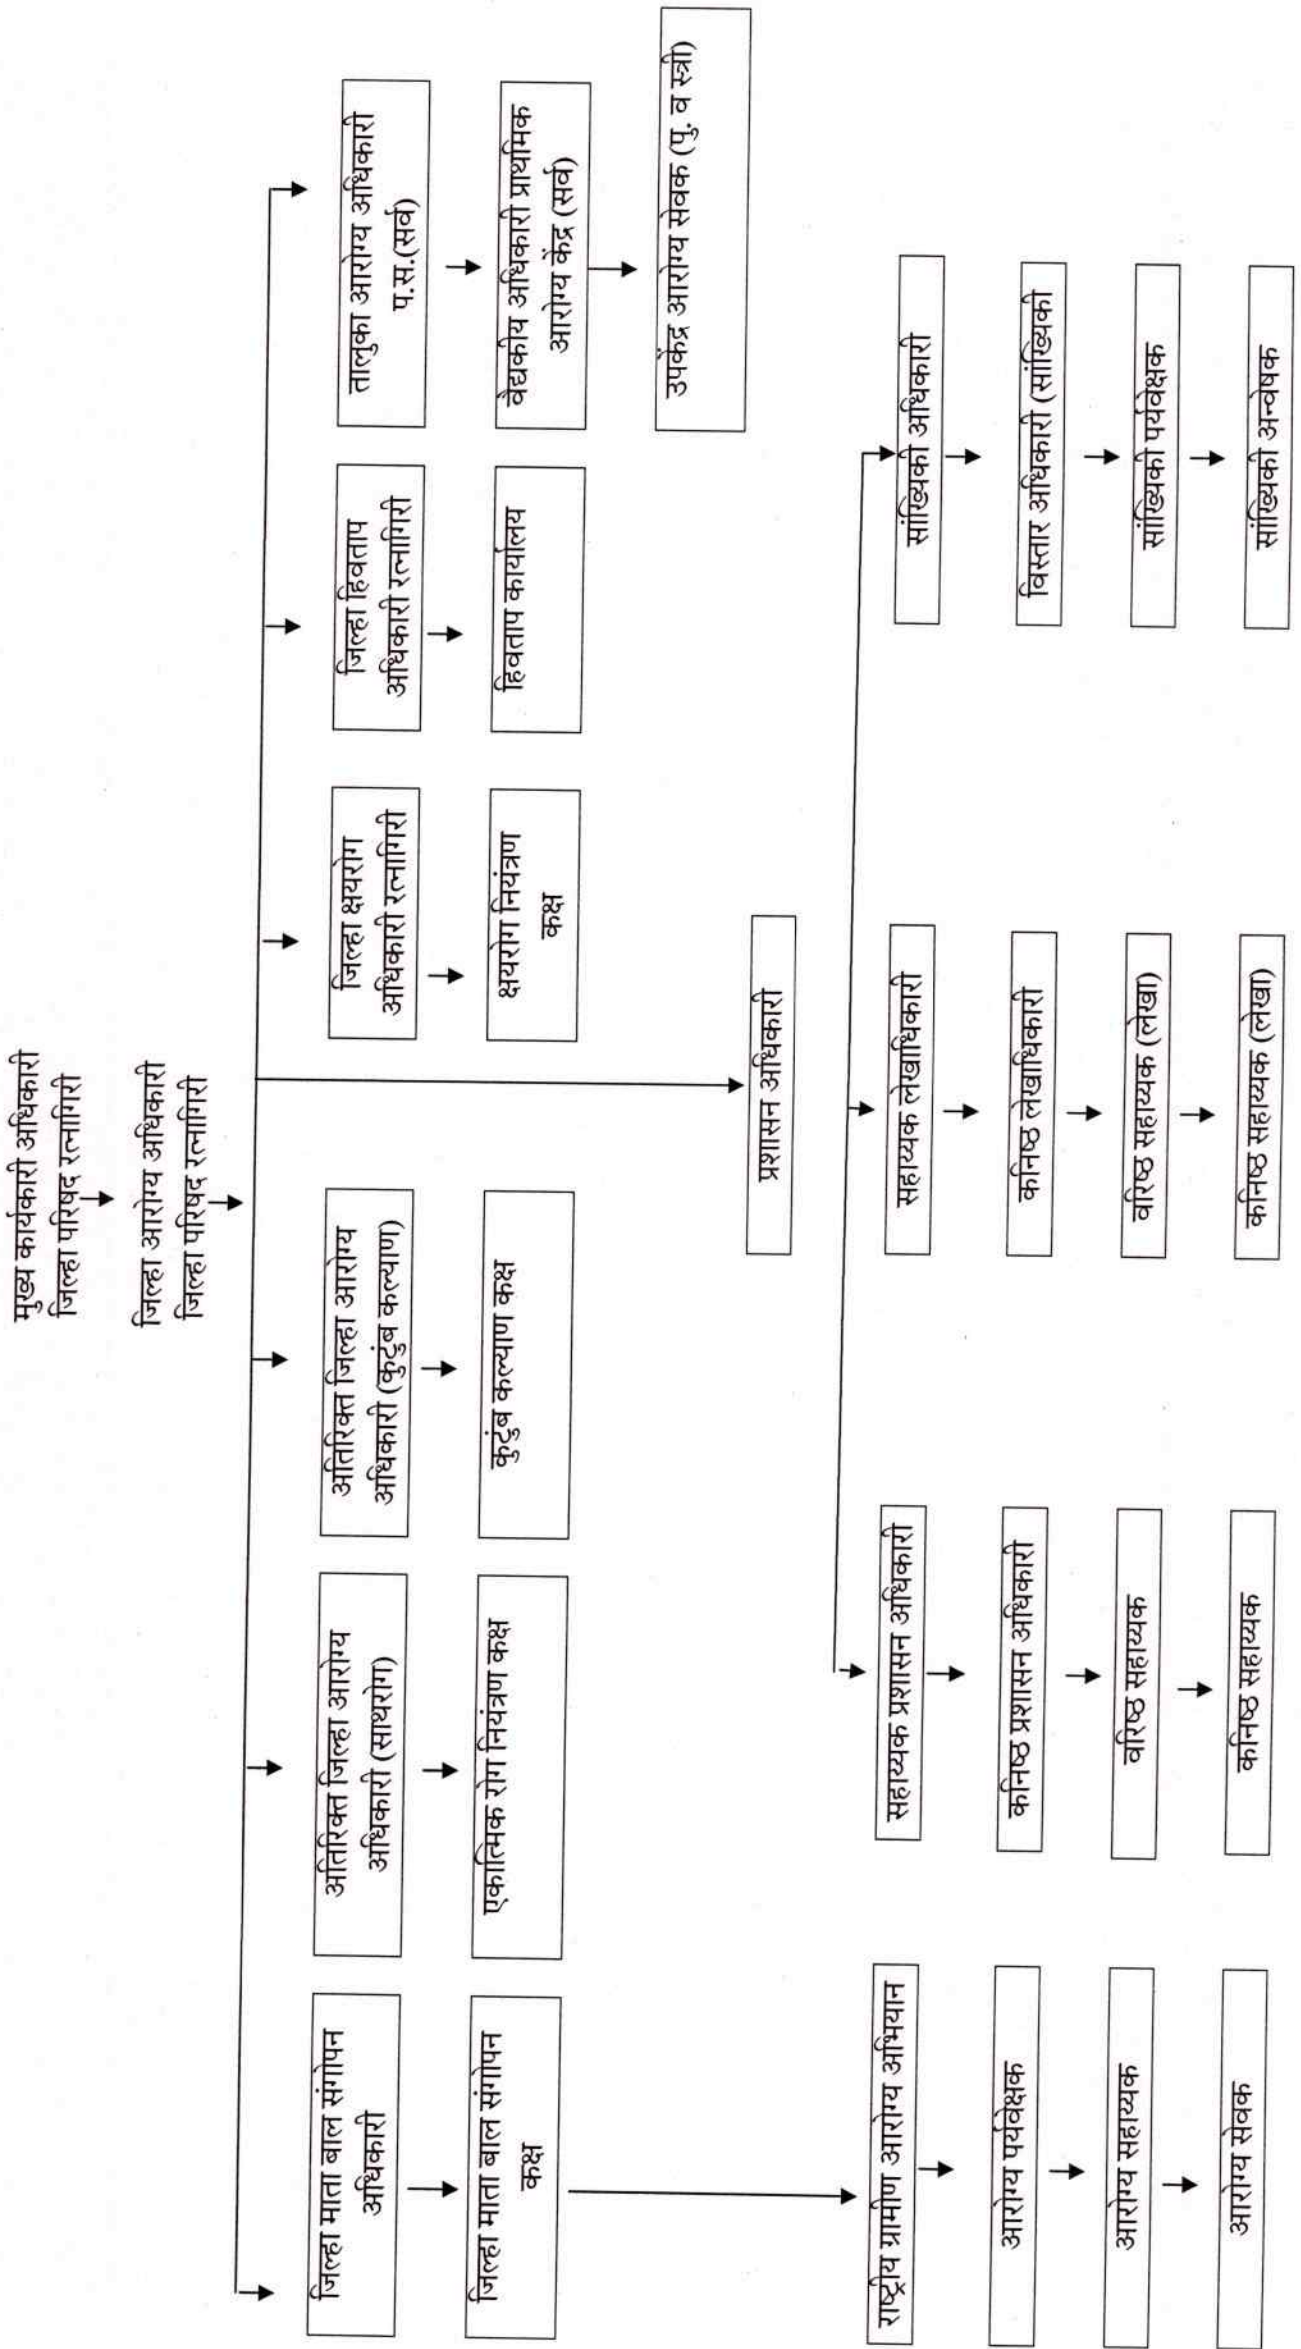 मुख्य कार्यकारी अधिकारी
जिल्हा परिषद रत्नागिरी
जिल्हा आरोग्य अधिकारी
जिल्हा परिषद रत्नागिरी
जिल्हा माता बाल संगोपन
अधिकारी
अतिरिक्त जिल्हा आरोग्य
अधिकारी (साथरोग)
अतिरिक्त जिल्हा आरोग्य
अधिकारी (कुटुंब कल्याण)
जिल्हा क्षयरोग
अधिकारी रत्नागिरी
जिल्हा हिवताप
अधिकारी रत्नागिरी
तालुका आरोग्य अधिकारी
प.स.(सर्व)
जिल्हा माता बाल संगोपन
कक्ष
एकात्मिक रोग नियंत्रण कक्ष
कुटुंब कल्याण कक्ष
क्षयरोग नियंत्रण
कक्ष
हिवताप कार्यालय
वैद्यकीय अधिकारी प्राथमिक
आरोग्य केंद्र (सर्व)
उपकेंद्र आरोग्य सेवक (पु. व स्त्री)
प्रशासन अधिकारी
राष्ट्रीय ग्रामीण आरोग्य अभियान
सहाय्यक प्रशासन अधिकारी
सहाय्यक लेखाधिकारी
सांख्यिकी अधिकारी
आरोग्य पर्यवेक्षक
कनिष्ठ प्रशासन अधिकारी
कनिष्ठ लेखाधिकारी
विस्तार अधिकारी (सांख्यिकी
आरोग्य सहाय्यक
वरिष्ठ सहाय्यक
वरिष्ठ सहाय्यक (लेखा)
सांख्यिकी पर्यवेक्षक
आरोग्य सेवक
कनिष्ठ सहाय्यक
कनिष्ठ सहाय्यक (लेखा)
सांख्यिकी अन्वेषक